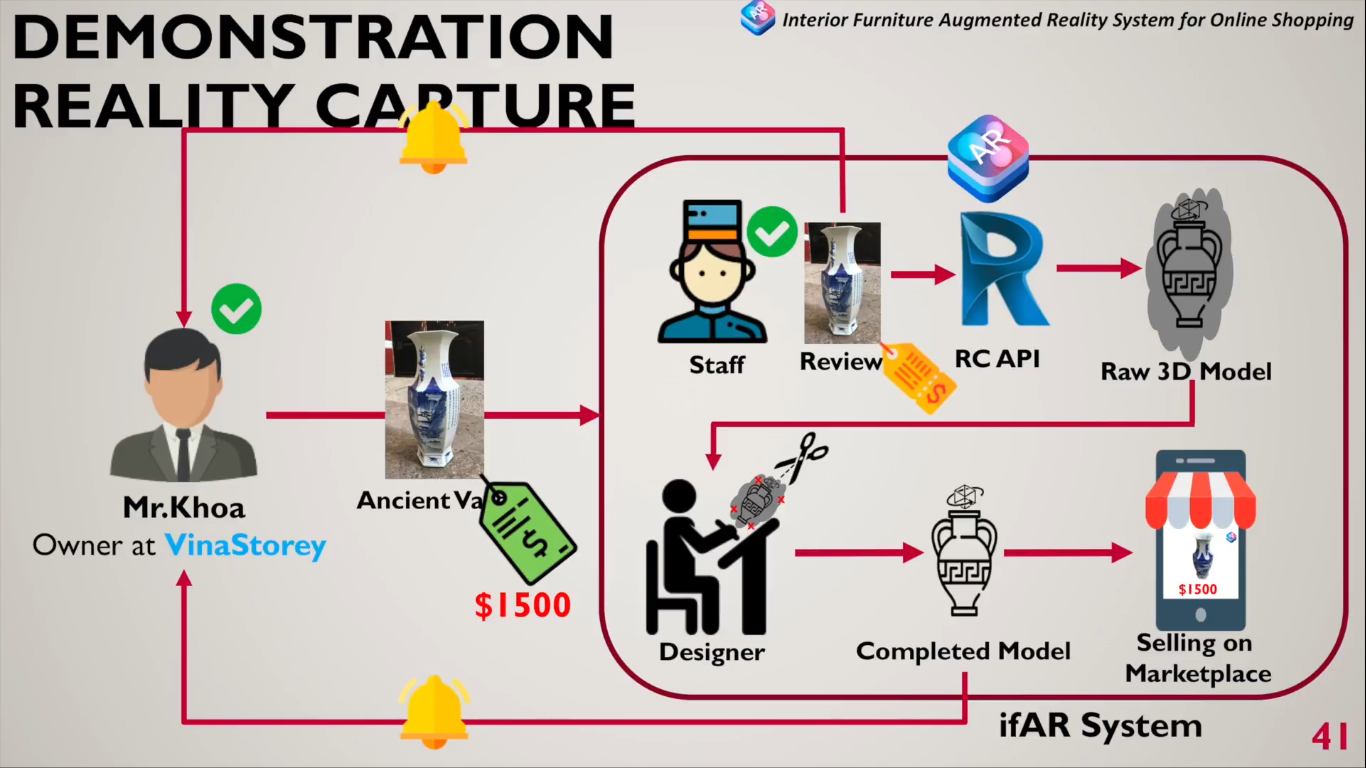 DEMONSTRATION
REALITY CAPTURE
AR Interior Furniture Augmented Reality System for Online Shopping
AR
Staff
Review
RC API
Raw 3D Model
$
Mr.Khoa
Owner at VinaStorey
Ancient Va
$
$1500
Designer
Completed Model
$1500
Selling on
Marketplace
ifAR System
41